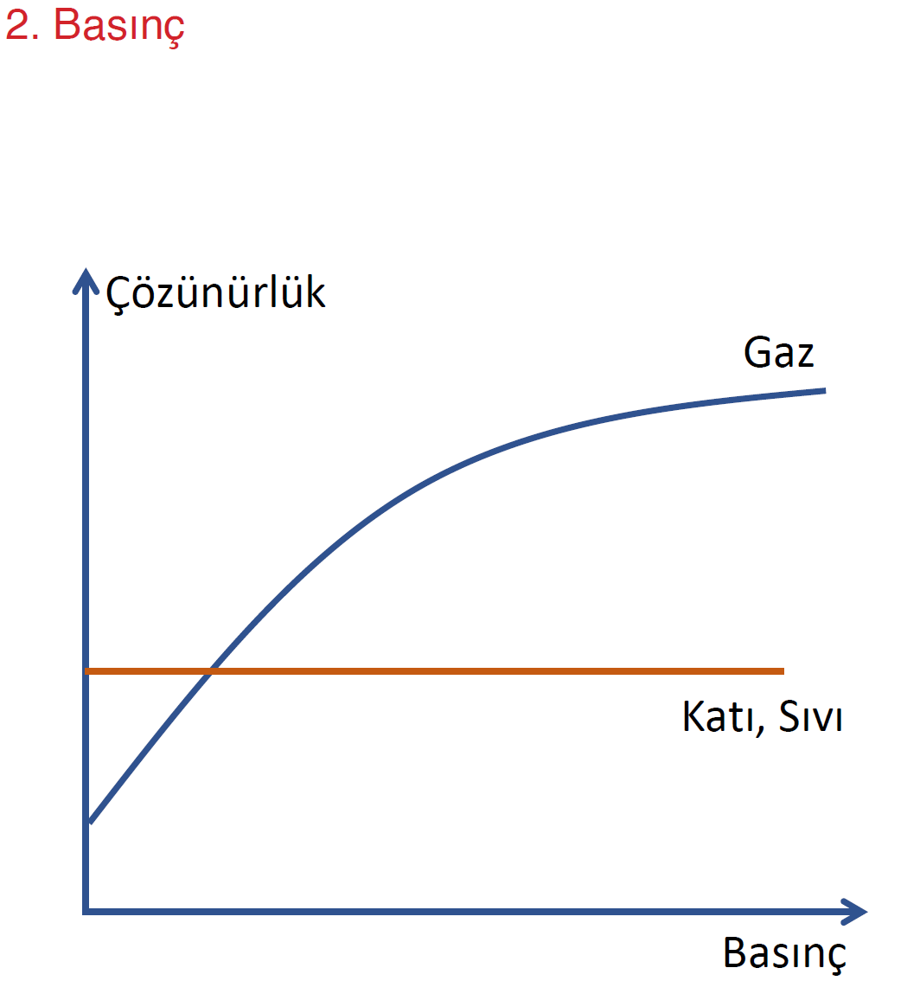 2. Basınç
Çözünürlük
Gaz
Katı, Sıvı
Basınç